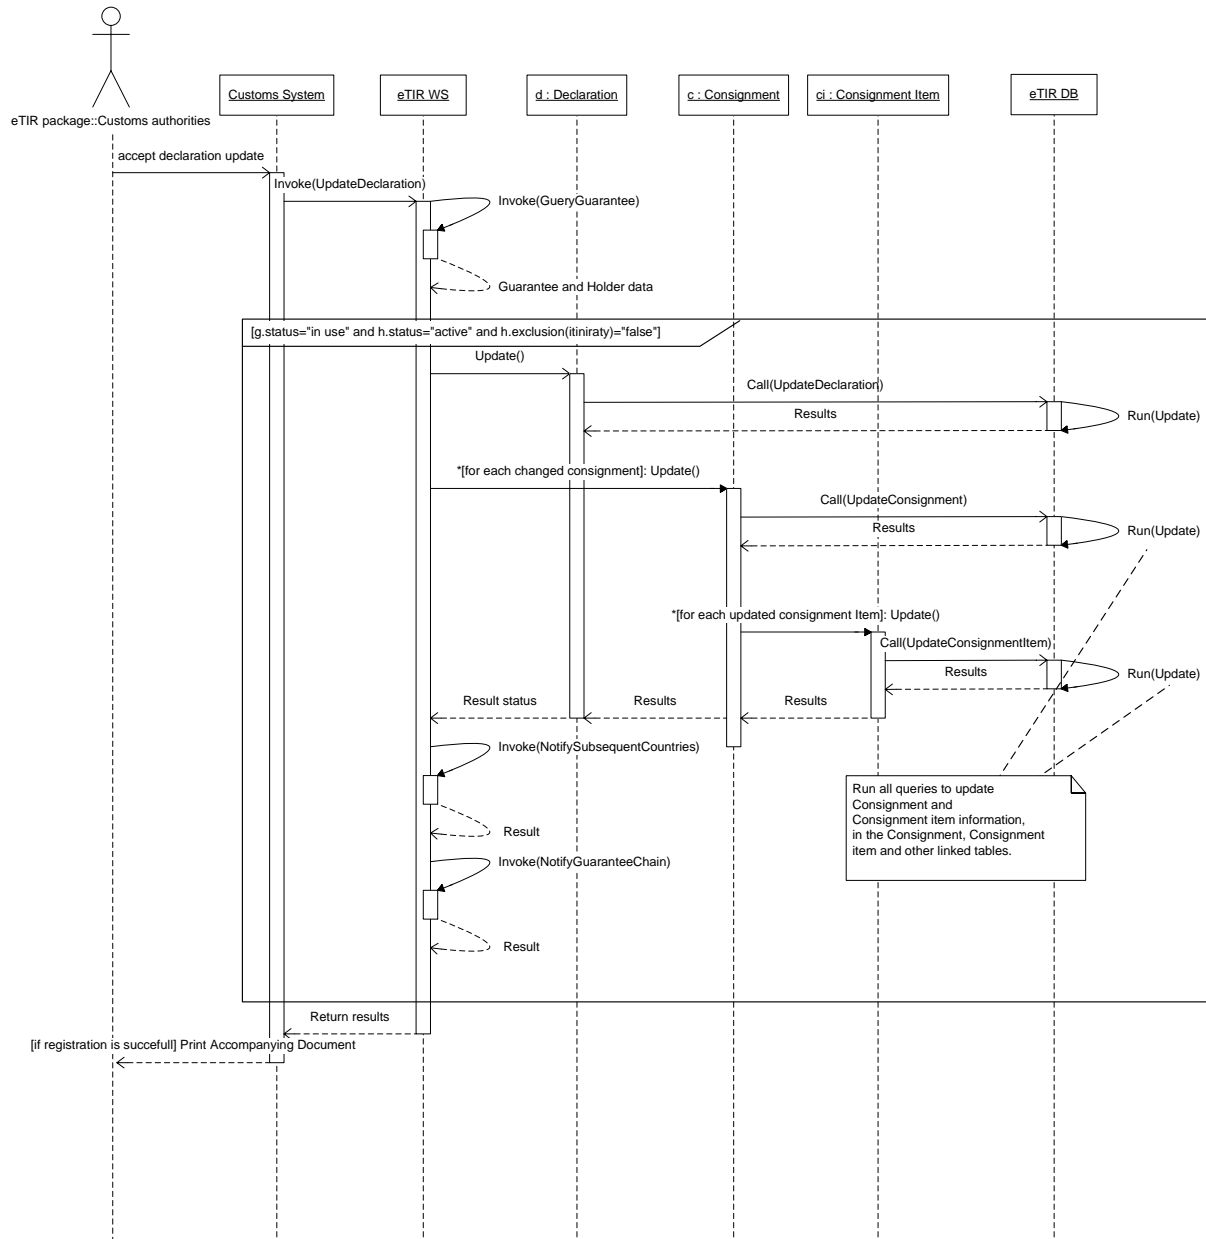 Customs System
eTIR WS
d : Declaration
c : Consignment
ci : Consignment Item
eTIR DB
eTIR package::Customs authorities
accept declaration update
Invoke(UpdateDeclaration)
Invoke(GueryGuarantee)
Guarantee and Holder data
[g.status="in use" and h.status="active" and h.exclusion(itiniraty)="false"]
Update()
Call(UpdateDeclaration)
Results
Run(Update)
*[for each changed consignment]: Update()
Call(UpdateConsignment)
Results
Run(Update)
*[for each updated consignment Item]: Update()
Call(UpdateConsignmentItem)
Results
Run(Update)
Result status
Results
Results
Invoke(NotifySubsequentCountries)
Result
Run all queries to update
Consignment and
Consignment item information,
in the Consignment, Consignment
item and other linked tables.
Invoke(NotifyGuaranteeChain)
Result
Return results
[if registration is succefull] Print Accompanying Document